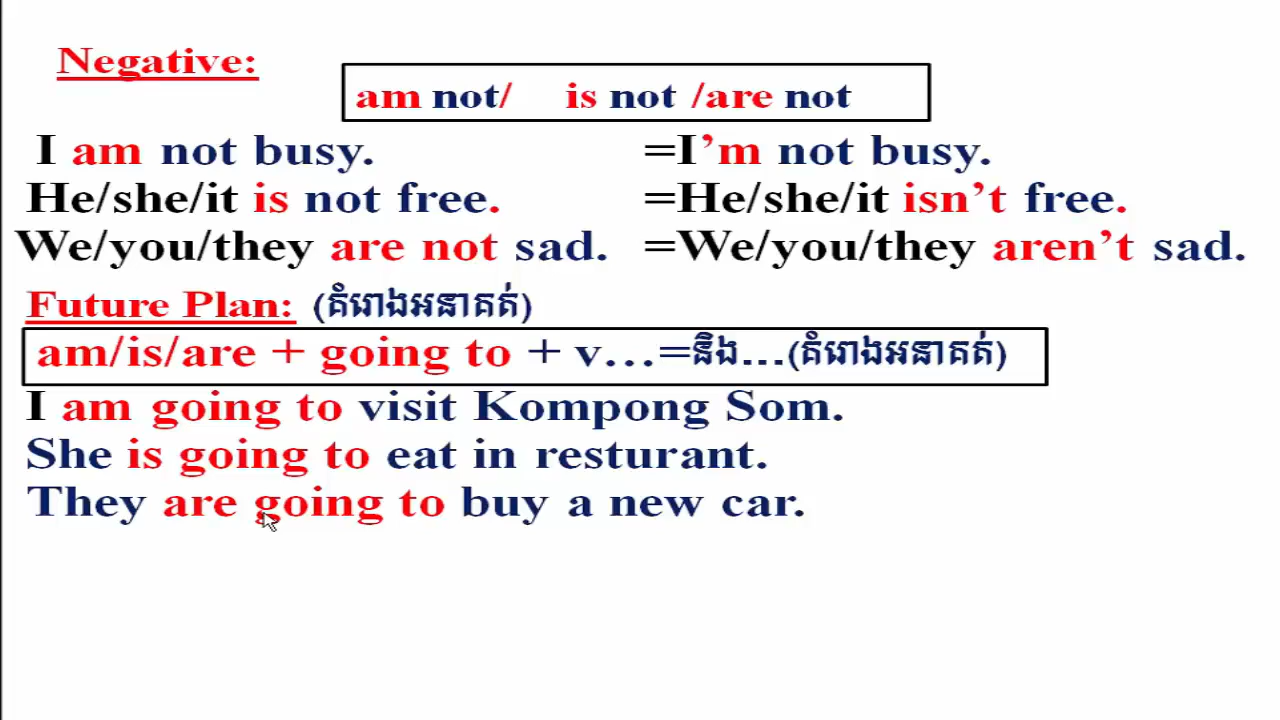 Negative:
am not/ is not /are not
I am not busy. =I’m not busy.
He/she/it is not free. =He/she/it isn’t free.
We/you/they are not sad. =We/you/they aren’t sad.
Future Plan: (គំរោងអនាគត់)
am/is/are + going to + v…=និង…(គំរោងអនាគត់)
I am going to visit Kompong Som.
She is going to eat in resturant.
They are going to buy a new car.